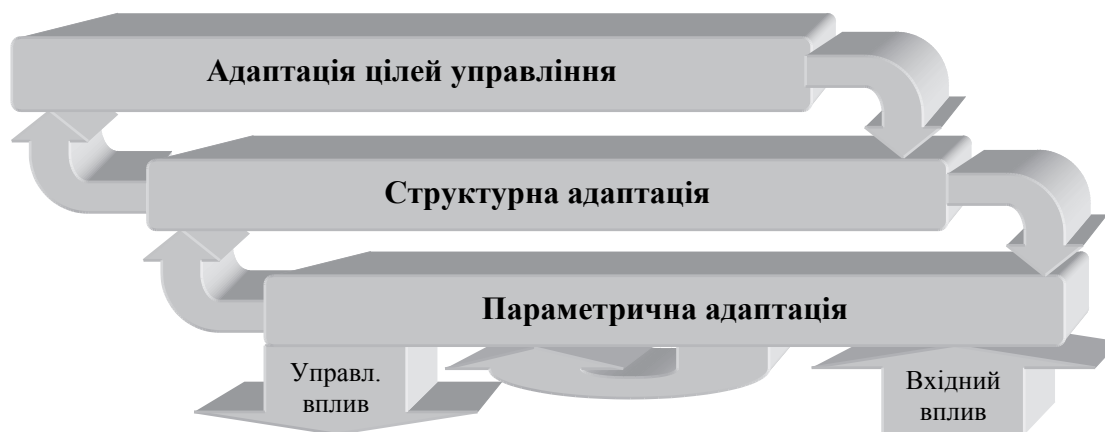 Адаптація цілей управління
Структурна адаптація
Параметрична адаптація
Управл.
вплив
Вхідний
вплив